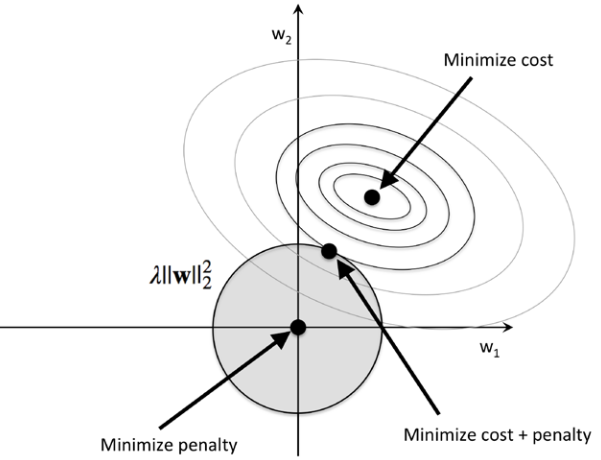 w₂
Minimize cost
λ||w||₂²
w₁
Minimize cost + penalty
Minimize penalty